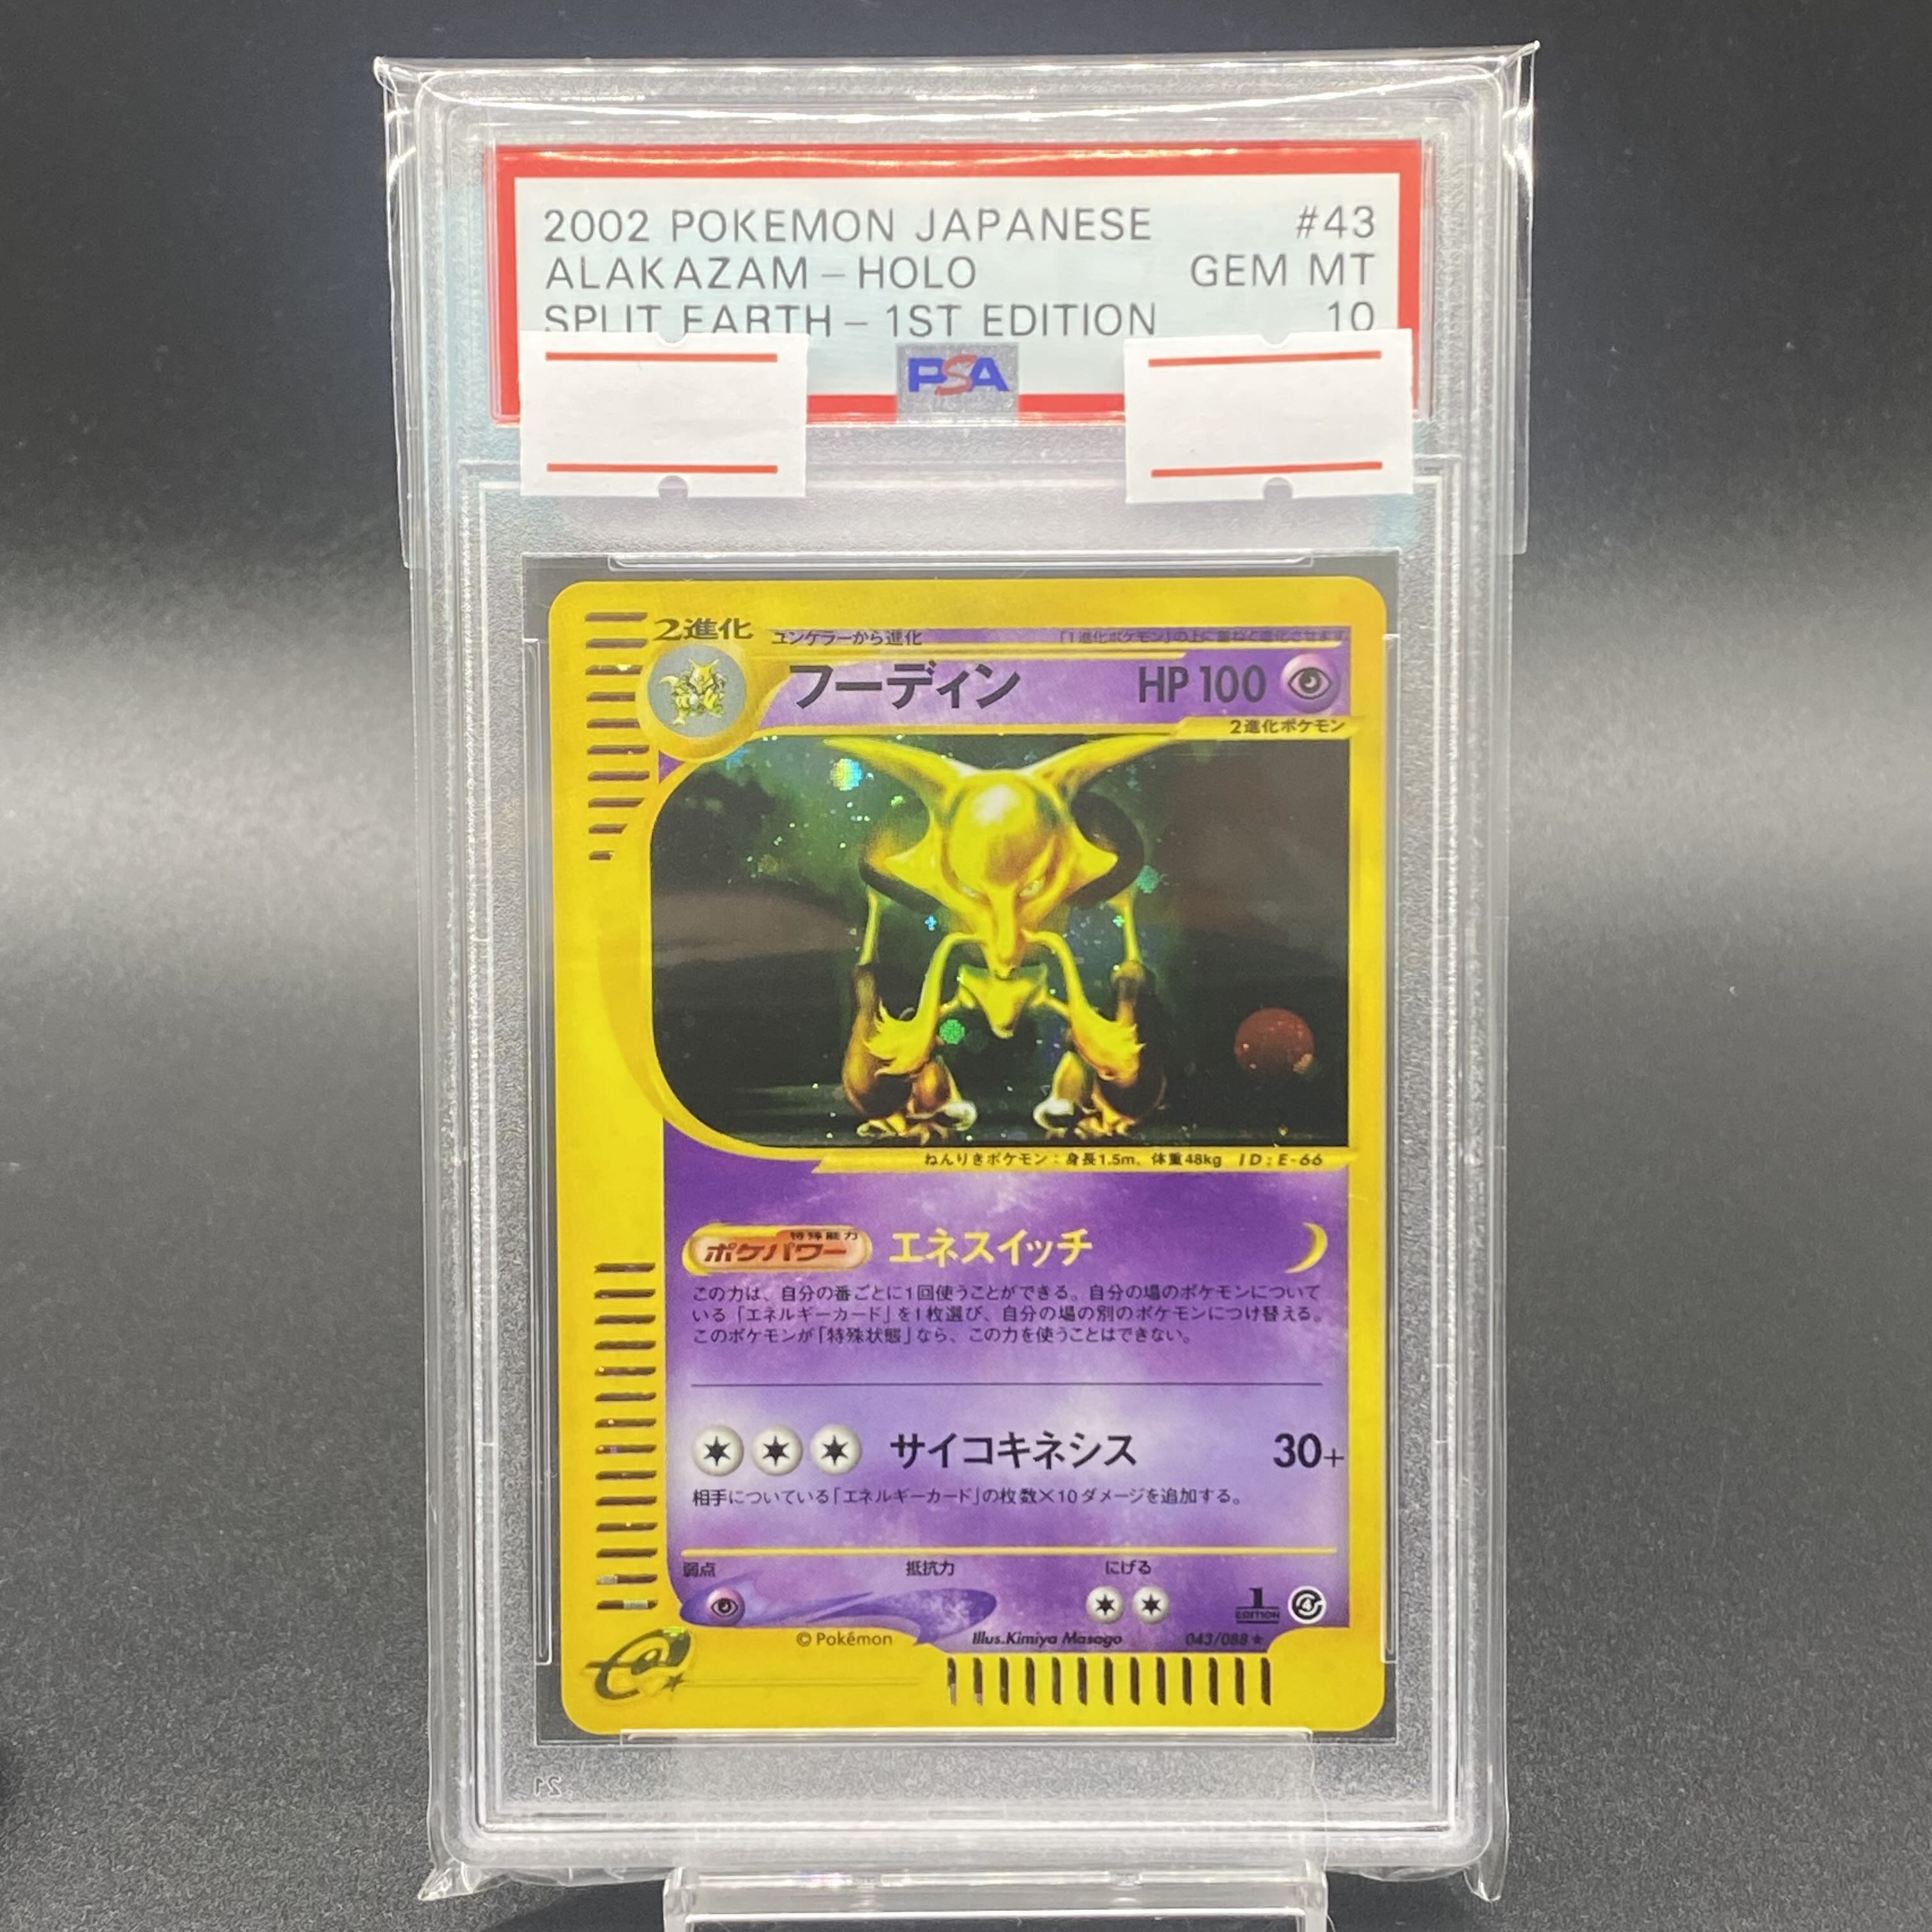 2002 POKEMON JAPANESE #43
ALAKAZAM - HOLO GEM MT
SPLIT EARTH - 1ST EDITION 10
PSA
2進化 ユンゲラーから進化 「1進化ポケモン」の上に重ねて進化させます
フーディン HP 100
2進化ポケモン
ねんりきポケモン：身長1.5m、体重48kg ID:E-66
特殊能力
ポケパワー エネスイッチ
この力は、自分の番ごとに1回使うことができる。自分の場のポケモンについて
いる「エネルギーカード」を1枚選び、自分の場の別のポケモンにつけ替える。
このポケモンが「特殊状態」なら、この力を使うことはできない。
サイコキネシス 30+
相手についている「エネルギーカード」の枚数×10ダメージを追加する。
弱点 抵抗力 にげる
1 EDITION
© Pokémon Illus.Kimiya Masago 043/088 ★
e
21